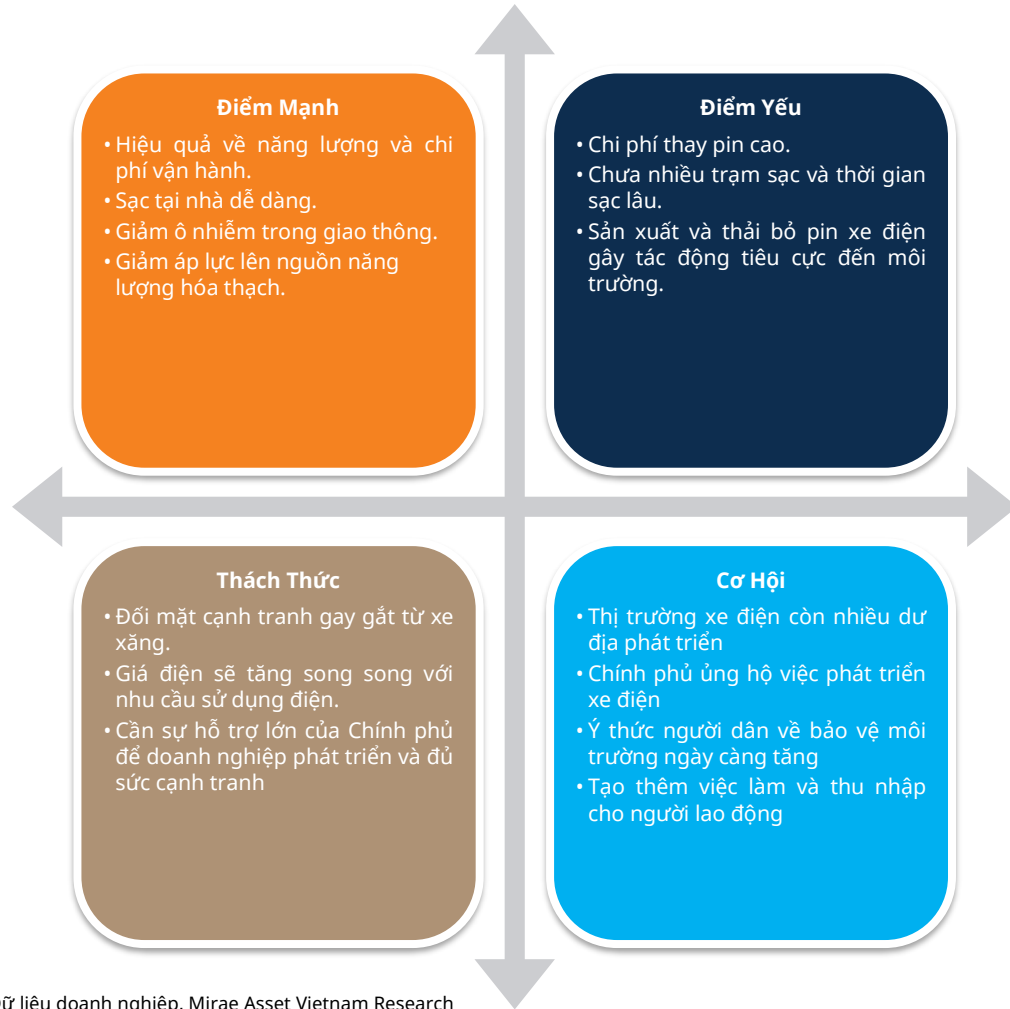 Điểm Mạnh
• Hiệu quả về năng lượng và chi
phí vận hành.
• Sạc tại nhà dễ dàng.
• Giảm ô nhiễm trong giao thông.
• Giảm áp lực lên nguồn năng
lượng hóa thạch.
Điểm Yếu
• Chi phí thay pin cao.
• Chưa nhiều trạm sạc và thời gian
sạc lâu.
• Sản xuất và thải bỏ pin xe điện
gây tác động tiêu cực đến môi
trường.
Thách Thức
• Đối mặt cạnh tranh gay gắt từ xe
xăng.
• Giá điện sẽ tăng song song với
nhu cầu sử dụng điện.
• Cần sự hỗ trợ lớn của Chính phủ
để doanh nghiệp phát triển và đủ
sức cạnh tranh
Cơ Hội
• Thị trường xe điện còn nhiều dư
địa phát triển
• Chính phủ ủng hộ việc phát triển
xe điện
• Ý thức người dân về bảo vệ môi
trường ngày càng tăng
• Tạo thêm việc làm và thu nhập
cho người lao động
liệu doanh nghiệp, Mirae Asset Vietnam Research